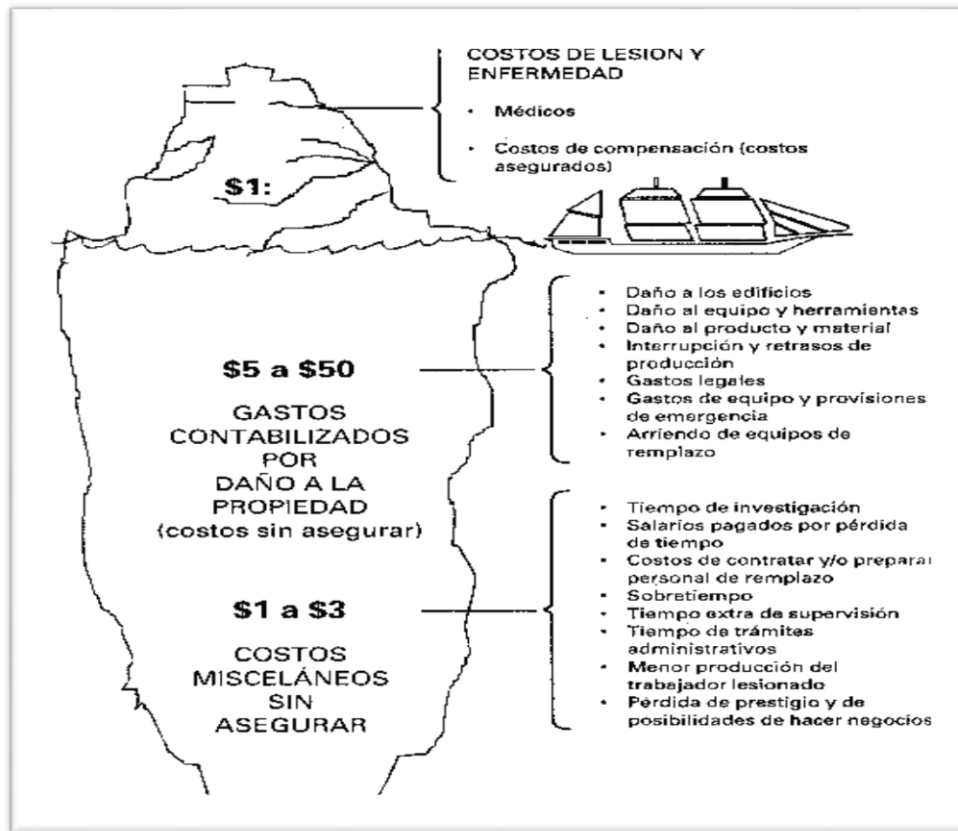 COSTOS DE LESION Y
ENFERMEDAD
• Médicos
• Costos de compensación (costos
asegurados)
$1:
• Daño a los edificios
• Daño al equipo y herramientas
• Daño al producto y material
• Interrupción y retrasos de
producción
• Gastos legales
• Gastos de equipo y provisiones
de emergencia
• Arriendo de equipos de
remplazo
$5 a $50
GASTOS
CONTABILIZADOS
POR
DAÑO A LA
PROPIEDAD
(costos sin asegurar)
• Tiempo de investigación
• Salarios pagados por pérdida
de tiempo
• Costos de contratar y/o preparar
personal de remplazo
• Sobretiempo
• Tiempo extra de supervisión
• Tiempo de trámites
administrativos
• Menor producción del
trabajador lesionado
• Pérdida de prestigio y de
posibilidades de hacer negocios
$1 a $3
COSTOS
MISCELÁNEOS
SIN
ASEGURAR